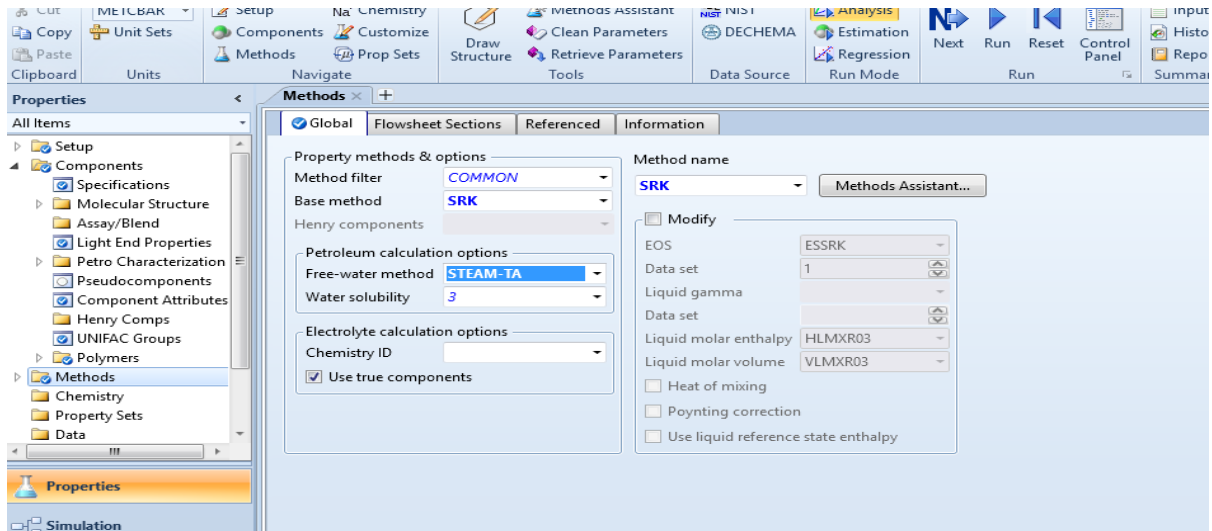 Cut METCBAR Setup Na⁺ Chemistry Methods Assistant NIST NIST Analysis Input
Copy Unit Sets Components Customize Clean Parameters DECHEMA Estimation
Paste Methods Prop Sets Draw Structure Retrieve Parameters Regression Next Run Reset Control Panel
Clipboard Units Navigate Tools Data Source Run Mode Run
Properties <
Methods × +
All Items
Global Flowsheet Sections Referenced Information
Setup
Components
Specifications
Molecular Structure
Assay/Blend
Light End Properties
Petro Characterization
Pseudocomponents
Component Attributes
Henry Comps
UNIFAC Groups
Polymers
Methods
Chemistry
Property Sets
Data
Properties
Simulation
Property methods & options
Method filter COMMON
Base method SRK
Henry components
Petroleum calculation options
Free-water method STEAM-TA
Water solubility 3
Electrolyte calculation options
Chemistry ID
Use true components
Method name
SRK Methods Assistant...
Modify
EOS ESSRK
Data set 1
Liquid gamma
Data set
Liquid molar enthalpy HLMXR03
Liquid molar volume VLMXR03
Heat of mixing
Poynting correction
Use liquid reference state enthalpy